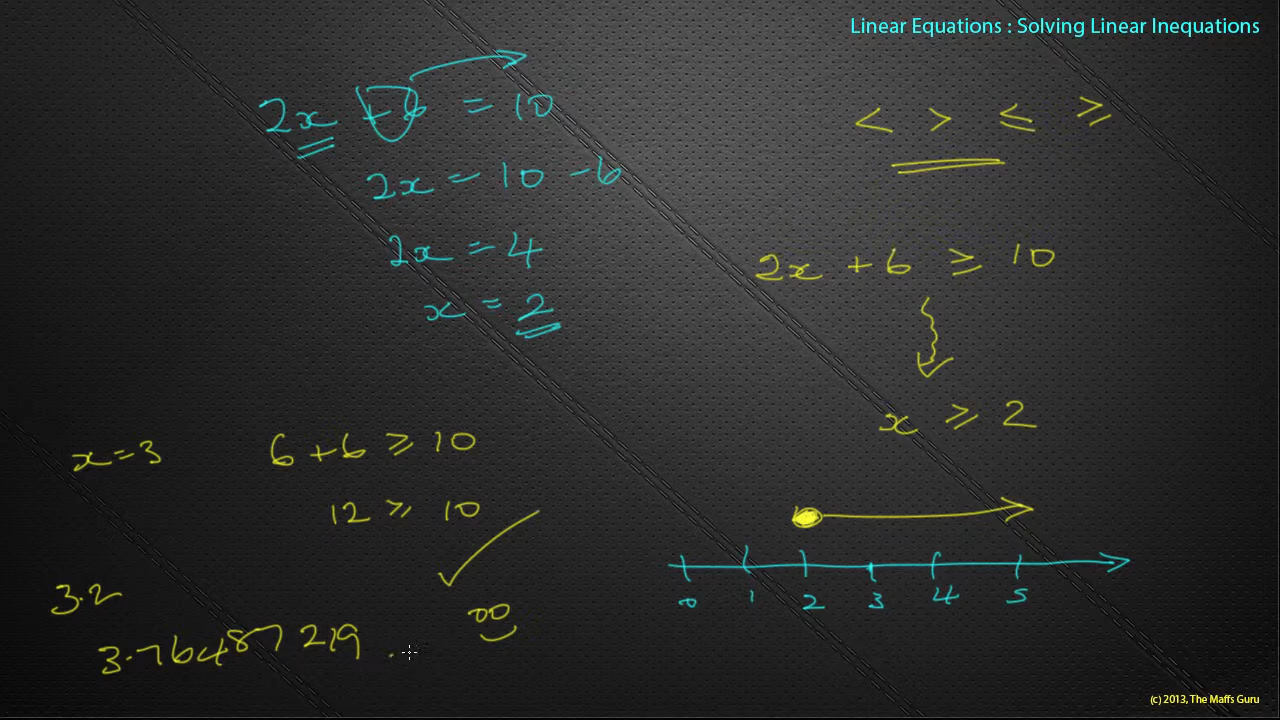 Linear Equations : Solving Linear Inequations
2x + 6 = 10
2x = 10 - 6
2x = 4
x = 2
< > ≤ ≥
2x + 6 ≥ 10
x ≥ 2
x = 3 6 + 6 ≥ 10
12 ≥ 10
3.2
3.76487219 ..
0 1 2 3 4 5
(c) 2013, The Maffs Guru